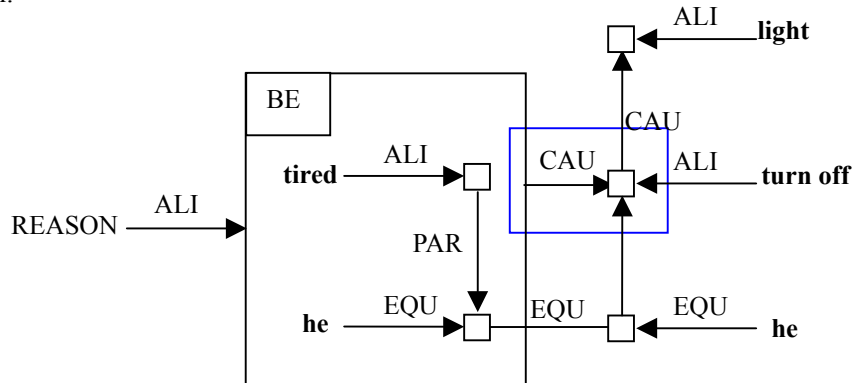 ALI
light
BE
CAU
tired
ALI
CAU
ALI
turn off
REASON
ALI
PAR
he
EQU
EQU
EQU
he